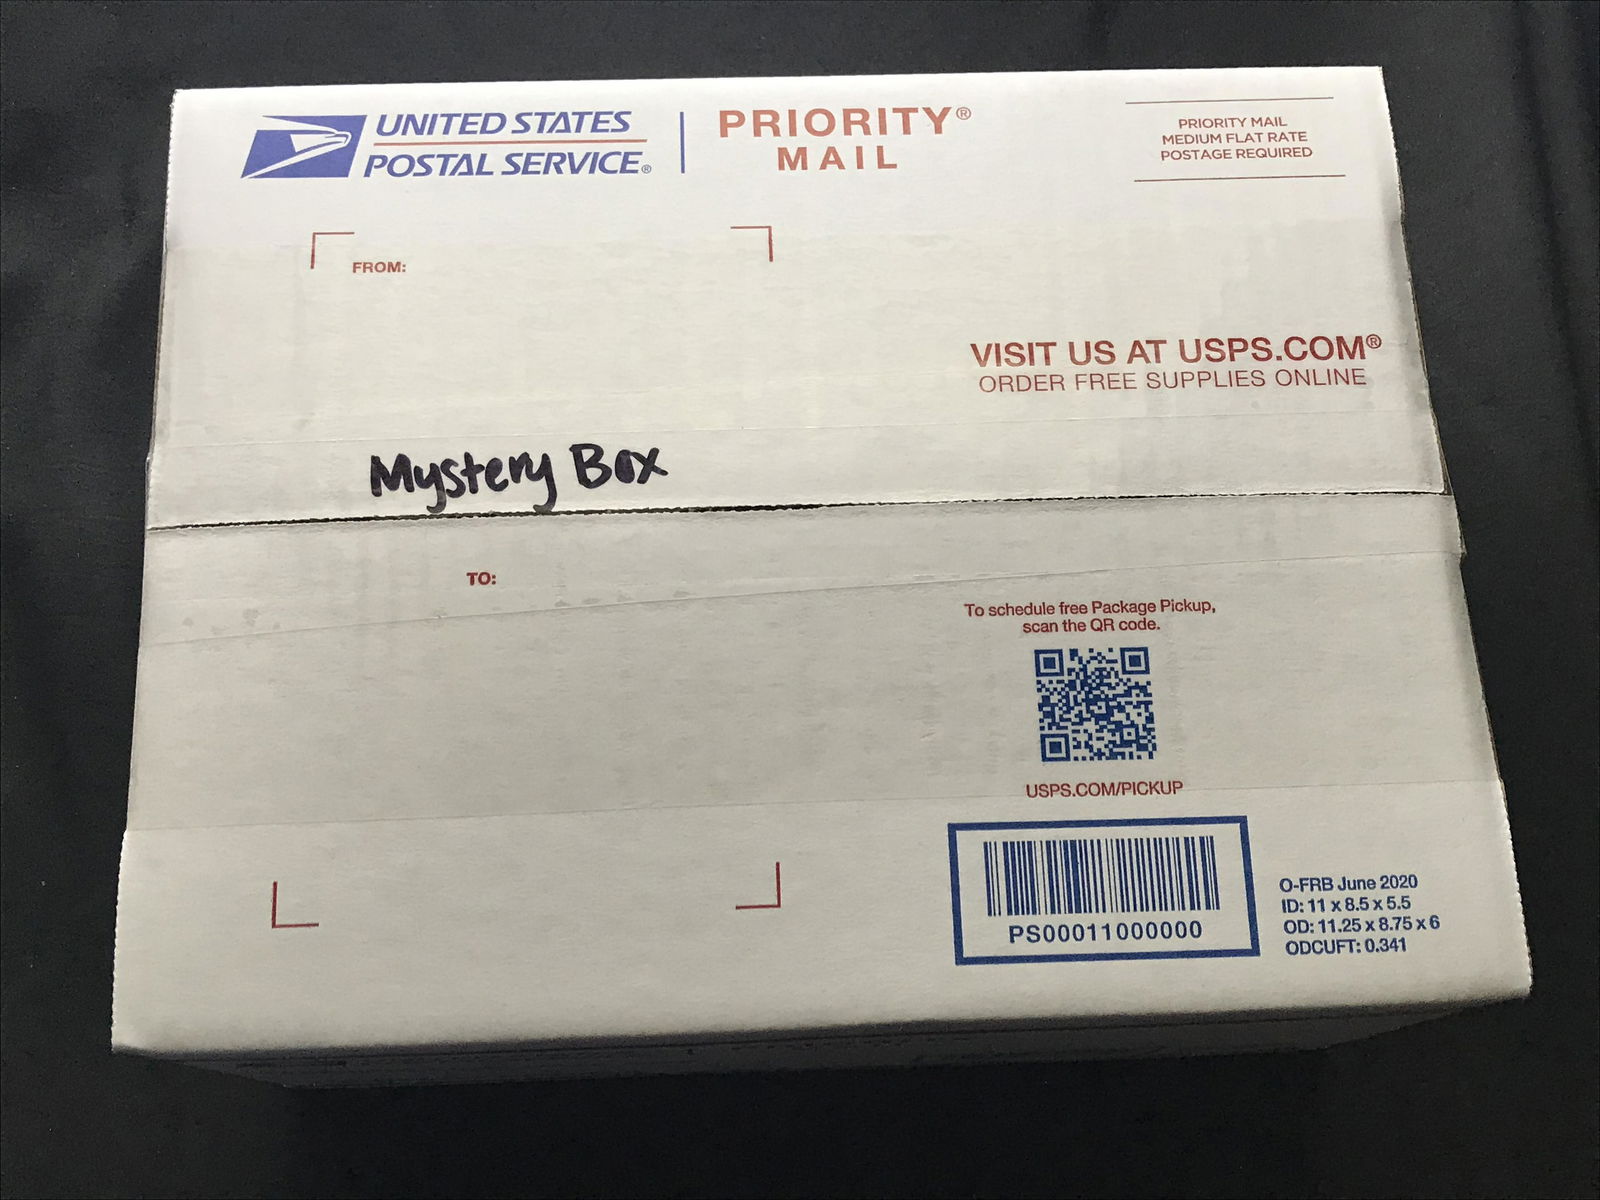 UNITED STATES
POSTAL SERVICE®
PRIORITY®
MAIL
PRIORITY MAIL
MEDIUM FLAT RATE
POSTAGE REQUIRED
FROM:
VISIT US AT USPS.COM®
ORDER FREE SUPPLIES ONLINE
Mystery Box
TO:
To schedule free Package Pickup,
scan the QR code.
USPS.COM/PICKUP
PS00011000000
O-FRB June 2020
ID: 11 x 8.5 x 5.5
OD: 11.25 x 8.75 x 6
ODCUFT: 0.341